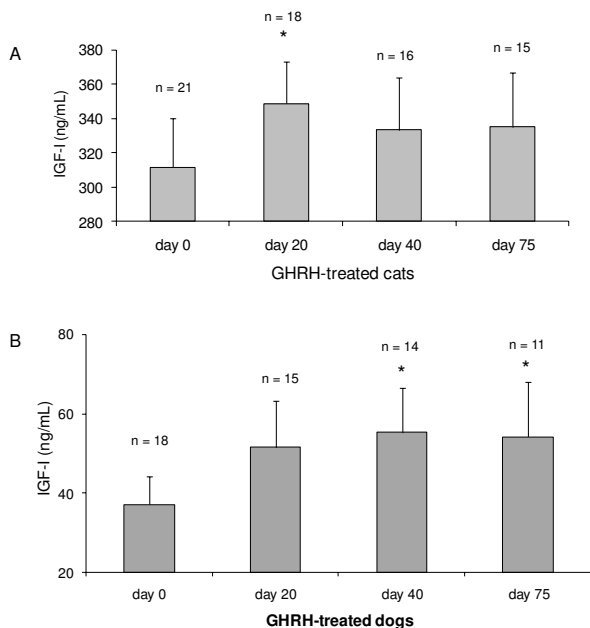 A
IGF-I (ng/mL)
380
360
340
320
300
280
n = 21
n = 18
*
n = 16
n = 15
day 0
day 20
day 40
day 75
GHRH-treated cats
B
IGF-I (ng/mL)
80
60
40
20
n = 18
n = 15
n = 14
*
n = 11
*
day 0
day 20
day 40
day 75
GHRH-treated dogs